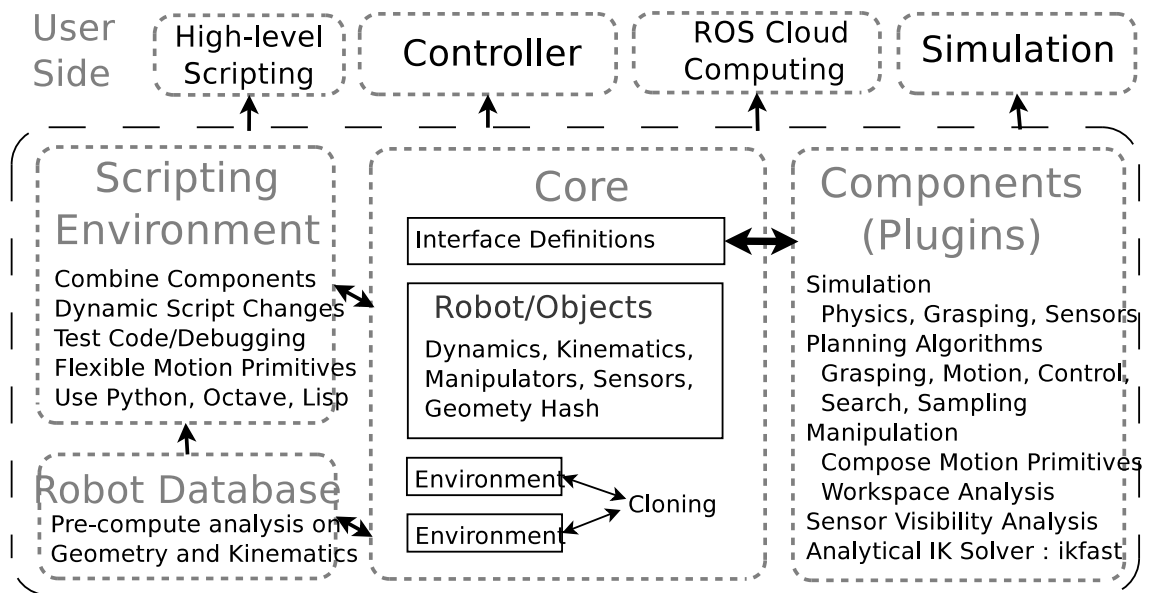 User
Side
High-level
Scripting
Controller
ROS Cloud
Computing
Simulation
Scripting
Environment
Combine Components
Dynamic Script Changes
Test Code/Debugging
Flexible Motion Primitives
Use Python, Octave, Lisp
Robot Database
Pre-compute analysis on
Geometry and Kinematics
Core
Interface Definitions
Robot/Objects
Dynamics, Kinematics,
Manipulators, Sensors,
Geomety Hash
Environment
Environment
Cloning
Components
(Plugins)
Simulation
Physics, Grasping, Sensors
Planning Algorithms
Grasping, Motion, Control,
Search, Sampling
Manipulation
Compose Motion Primitives
Workspace Analysis
Sensor Visibility Analysis
Analytical IK Solver : ikfast